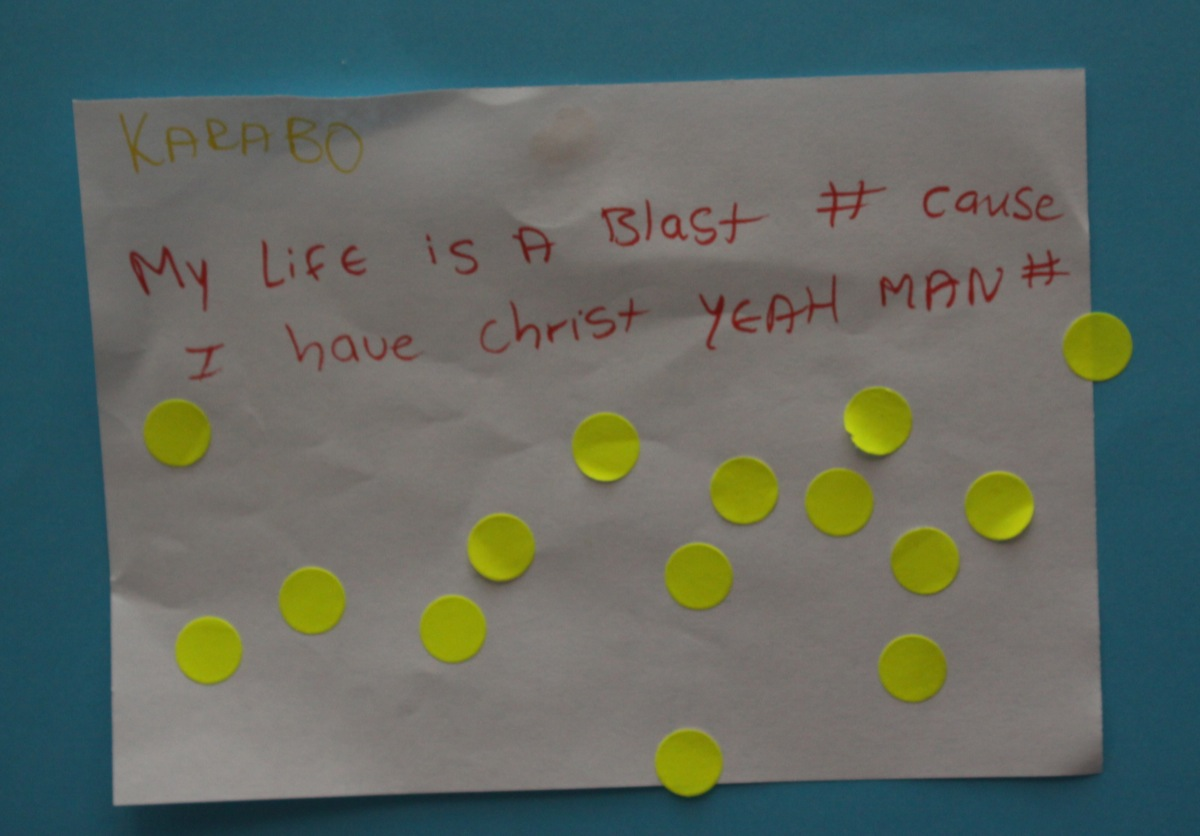 KARABO
My Life is A Blast # cause
I have christ YEAH MAN #